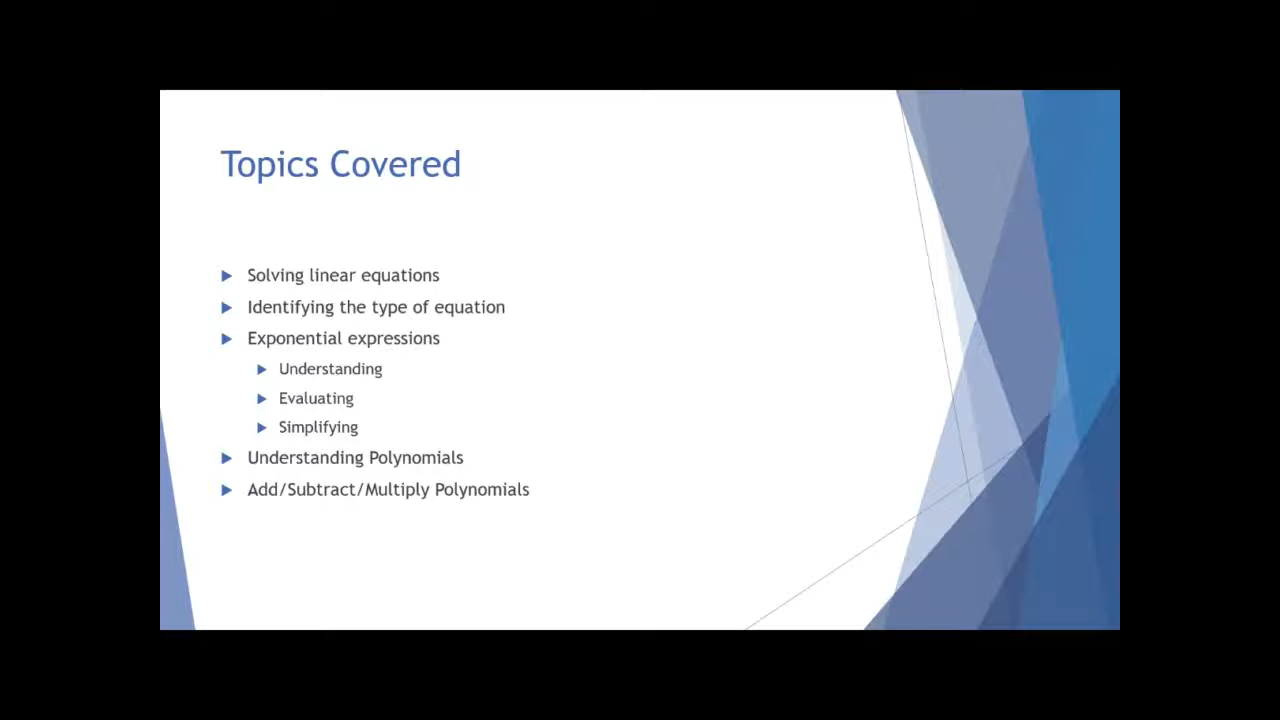 Topics Covered
Solving linear equations
Identifying the type of equation
Exponential expressions
Understanding
Evaluating
Simplifying
Understanding Polynomials
Add/Subtract/Multiply Polynomials